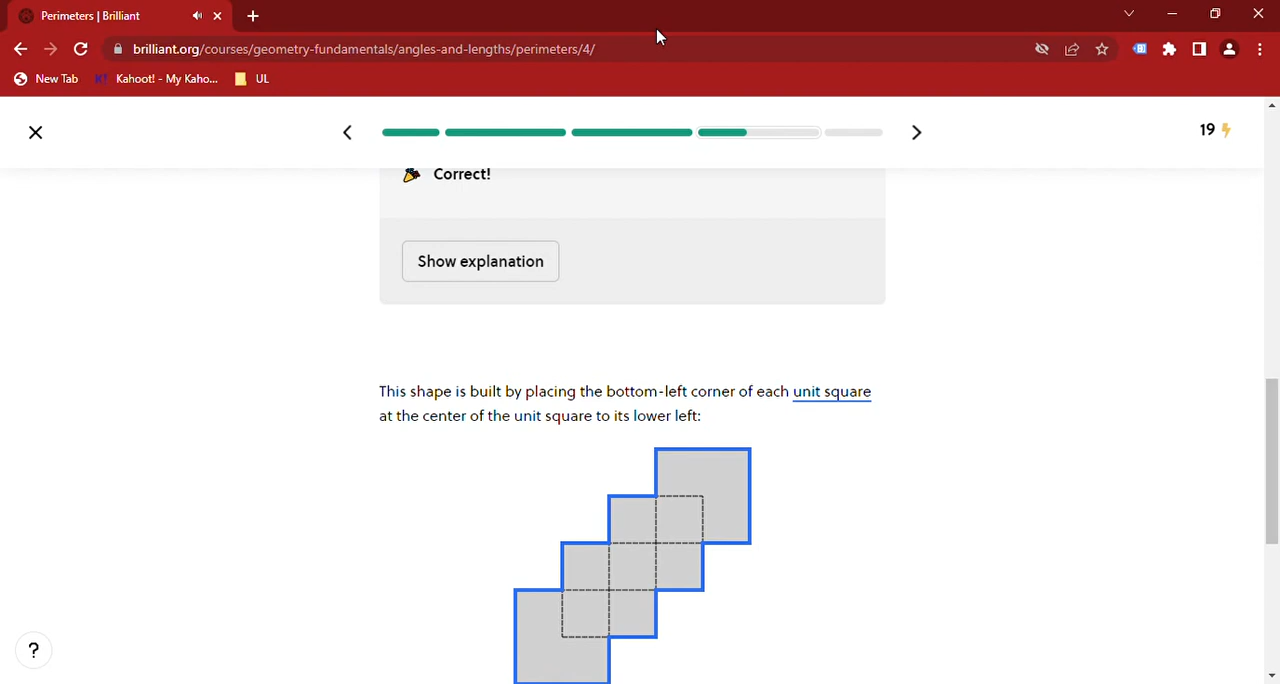 Perimeters | Brilliant
brilliant.org/courses/geometry-fundamentals/angles-and-lengths/perimeters/4/
New Tab
Kahoot! - My Kaho...
UL
19
Correct!
Show explanation
This shape is built by placing the bottom-left corner of each unit square
at the center of the unit square to its lower left:
?